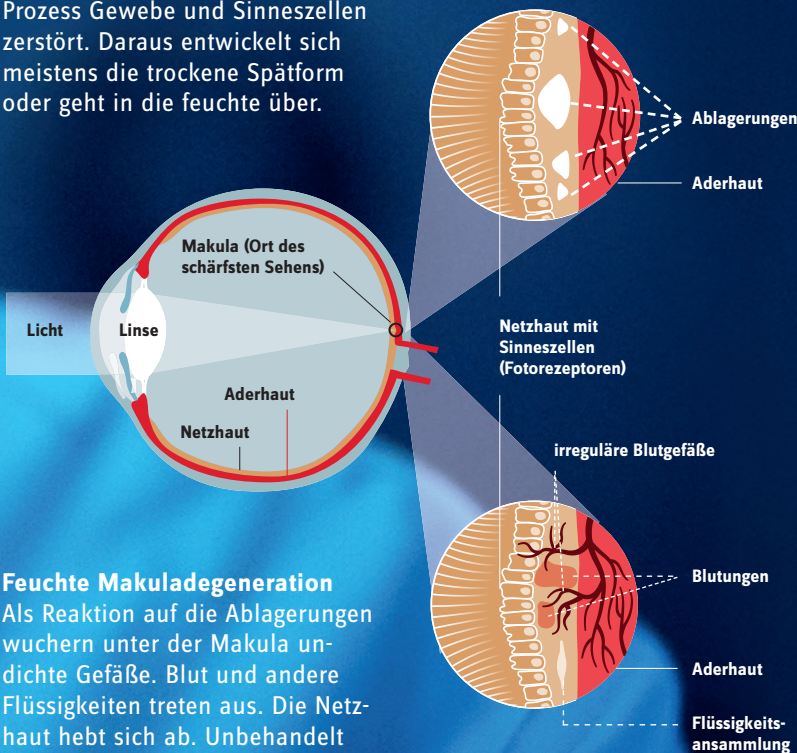 Prozess Gewebe und Sinneszellen
zerstört. Daraus entwickelt sich
meistens die trockene Spätform
oder geht in die feuchte über.
Ablagerungen
Aderhaut
Makula (Ort des
schärfsten Sehens)
Licht
Linse
Netzhaut mit
Sinneszellen
(Fotorezeptoren)
Aderhaut
Netzhaut
irreguläre Blutgefäße
Feuchte Makuladegeneration
Als Reaktion auf die Ablagerungen
wuchern unter der Makula un-
dichte Gefäße. Blut und andere
Flüssigkeiten treten aus. Die Netz-
haut hebt sich ab. Unbehandelt
Blutungen
Aderhaut
Flüssigkeits-
ansammlung